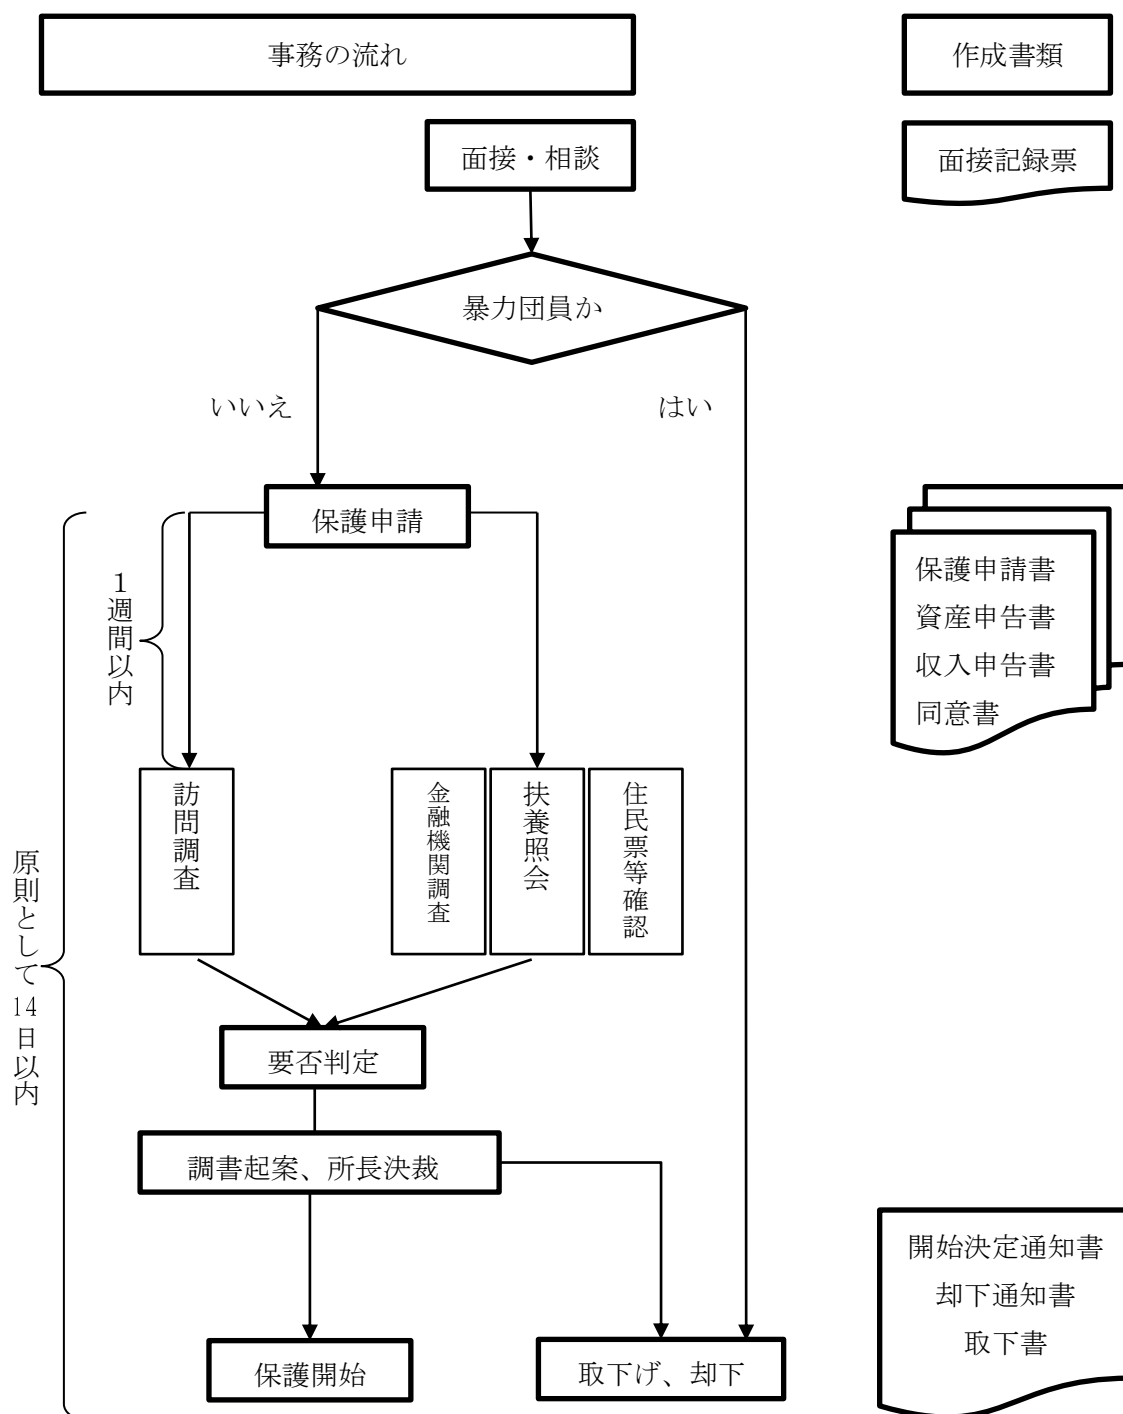 事務の流れ
作成書類
面接・相談
面接記録票
暴力団員か
いいえ
はい
保護申請
1週間以内
保護申請書
資産申告書
収入申告書
同意書
訪問調査
金融機関調査
扶養照会
住民票等確認
原則として14日以内
要否判定
調書起案、所長決裁
開始決定通知書
却下通知書
取下書
保護開始
取下げ、却下